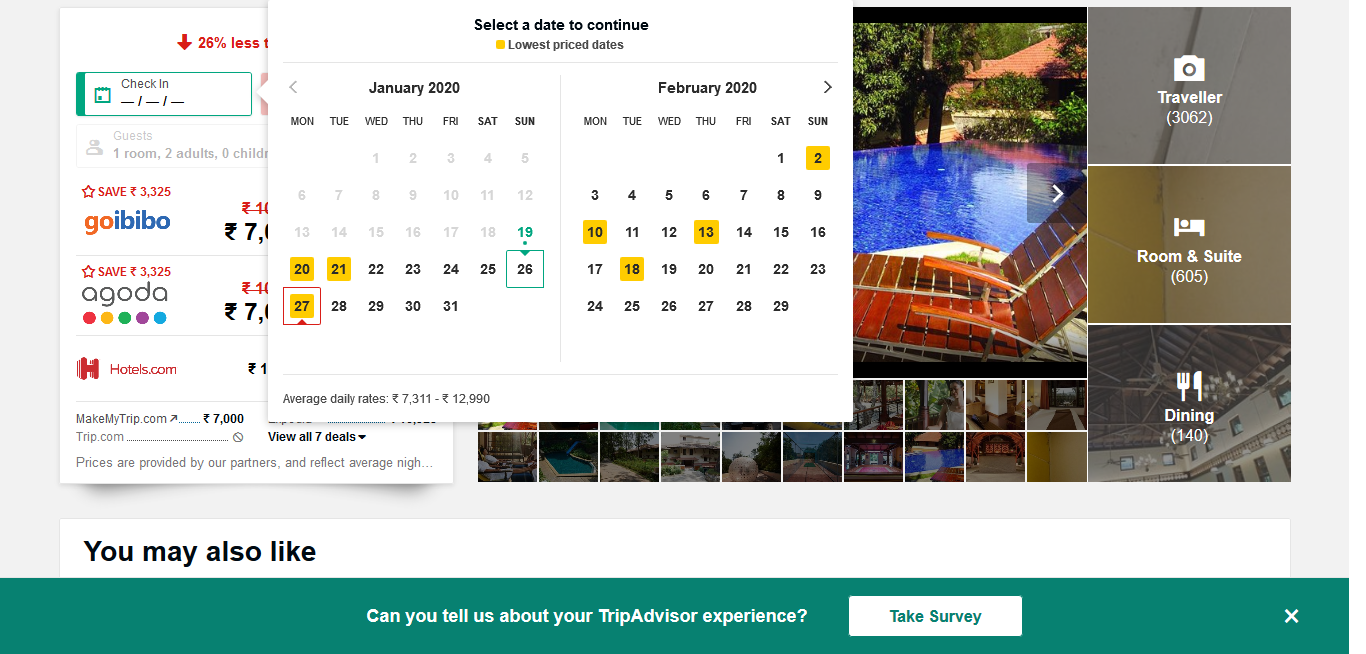 26% less t
Check In
— / — / —
Guests
1 room, 2 adults, 0 childr
SAVE ₹ 3,325
goibibo
₹ 10
₹ 7,0
SAVE ₹ 3,325
agoda
₹ 10
₹ 7,0
Hotels.com
₹ 1
MakeMyTrip.com ₹ 7,000
Trip.com
View all 7 deals
Prices are provided by our partners, and reflect average nigh...
Select a date to continue
Lowest priced dates
January 2020
MON TUE WED THU FRI SAT SUN
1 2 3 4 5
6 7 8 9 10 11 12
13 14 15 16 17 18 19
20 21 22 23 24 25 26
27 28 29 30 31
February 2020
MON TUE WED THU FRI SAT SUN
1 2
3 4 5 6 7 8 9
10 11 12 13 14 15 16
17 18 19 20 21 22 23
24 25 26 27 28 29
Average daily rates: ₹ 7,311 - ₹ 12,990
Traveller
(3062)
Room & Suite
(605)
Dining
(140)
You may also like
Can you tell us about your TripAdvisor experience?
Take Survey